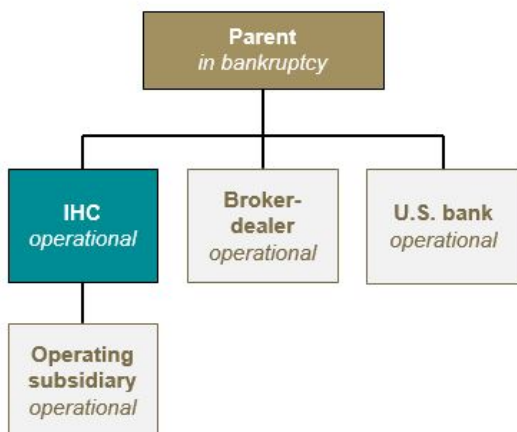 Parent
in bankruptcy
IHC
operational
Broker-
dealer
operational
U.S. bank
operational
Operating
subsidiary
operational